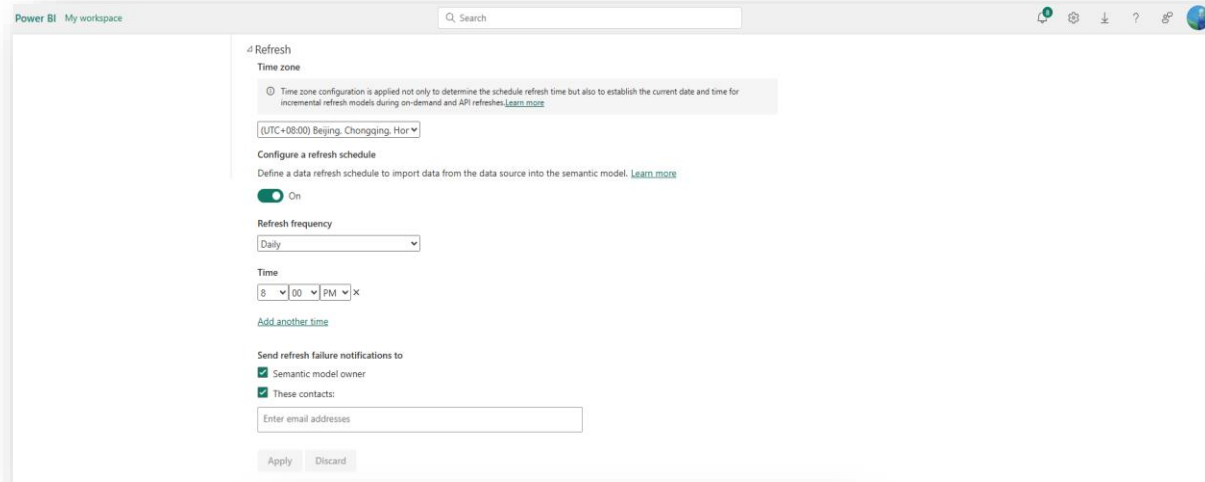 Power BI My workspace
Search
8
?
Refresh
Time zone
Time zone configuration is applied not only to determine the schedule refresh time but also to establish the current date and time for
incremental refresh models during on-demand and API refreshes.Learn more
(UTC+08:00) Beijing, Chongqing, Hor
Configure a refresh schedule
Define a data refresh schedule to import data from the data source into the semantic model. Learn more
On
Refresh frequency
Daily
Time
8 00 PM
Add another time
Send refresh failure notifications to
Semantic model owner
These contacts:
Enter email addresses
Apply Discard